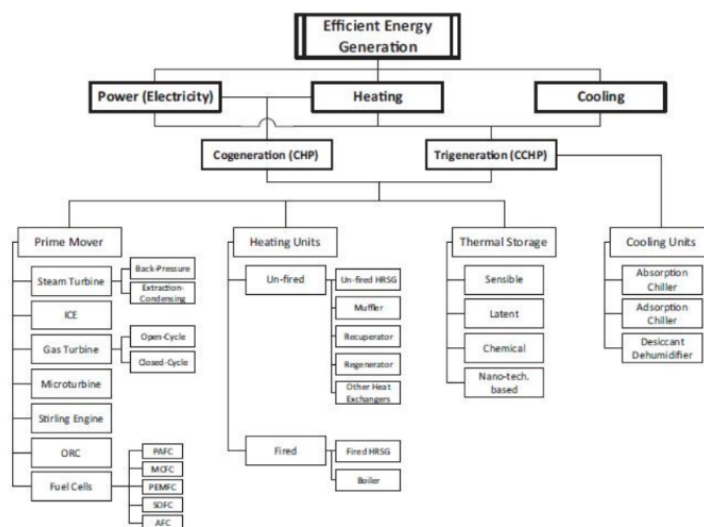 Efficient Energy
Generation
Power (Electricity)
Heating
Cooling
Cogeneration (CHP)
Trigeneration (CCHP)
Prime Mover
Steam Turbine
Back-Pressure
Extraction-
Condensing
ICE
Gas Turbine
Open-Cycle
Closed-Cycle
Microturbine
Stirling Engine
ORC
Fuel Cells
PAFC
MCFC
PEMFC
SOFC
AFC
Heating Units
Un-fired
Un-fired HRSG
Muffler
Recuperator
Regenerator
Other Heat
Exchangers
Fired
Fired HRSG
Boiler
Thermal Storage
Sensible
Latent
Chemical
Nano-tech.
based
Cooling Units
Absorption
Chiller
Adsorption
Chiller
Desiccant
Dehumidifier